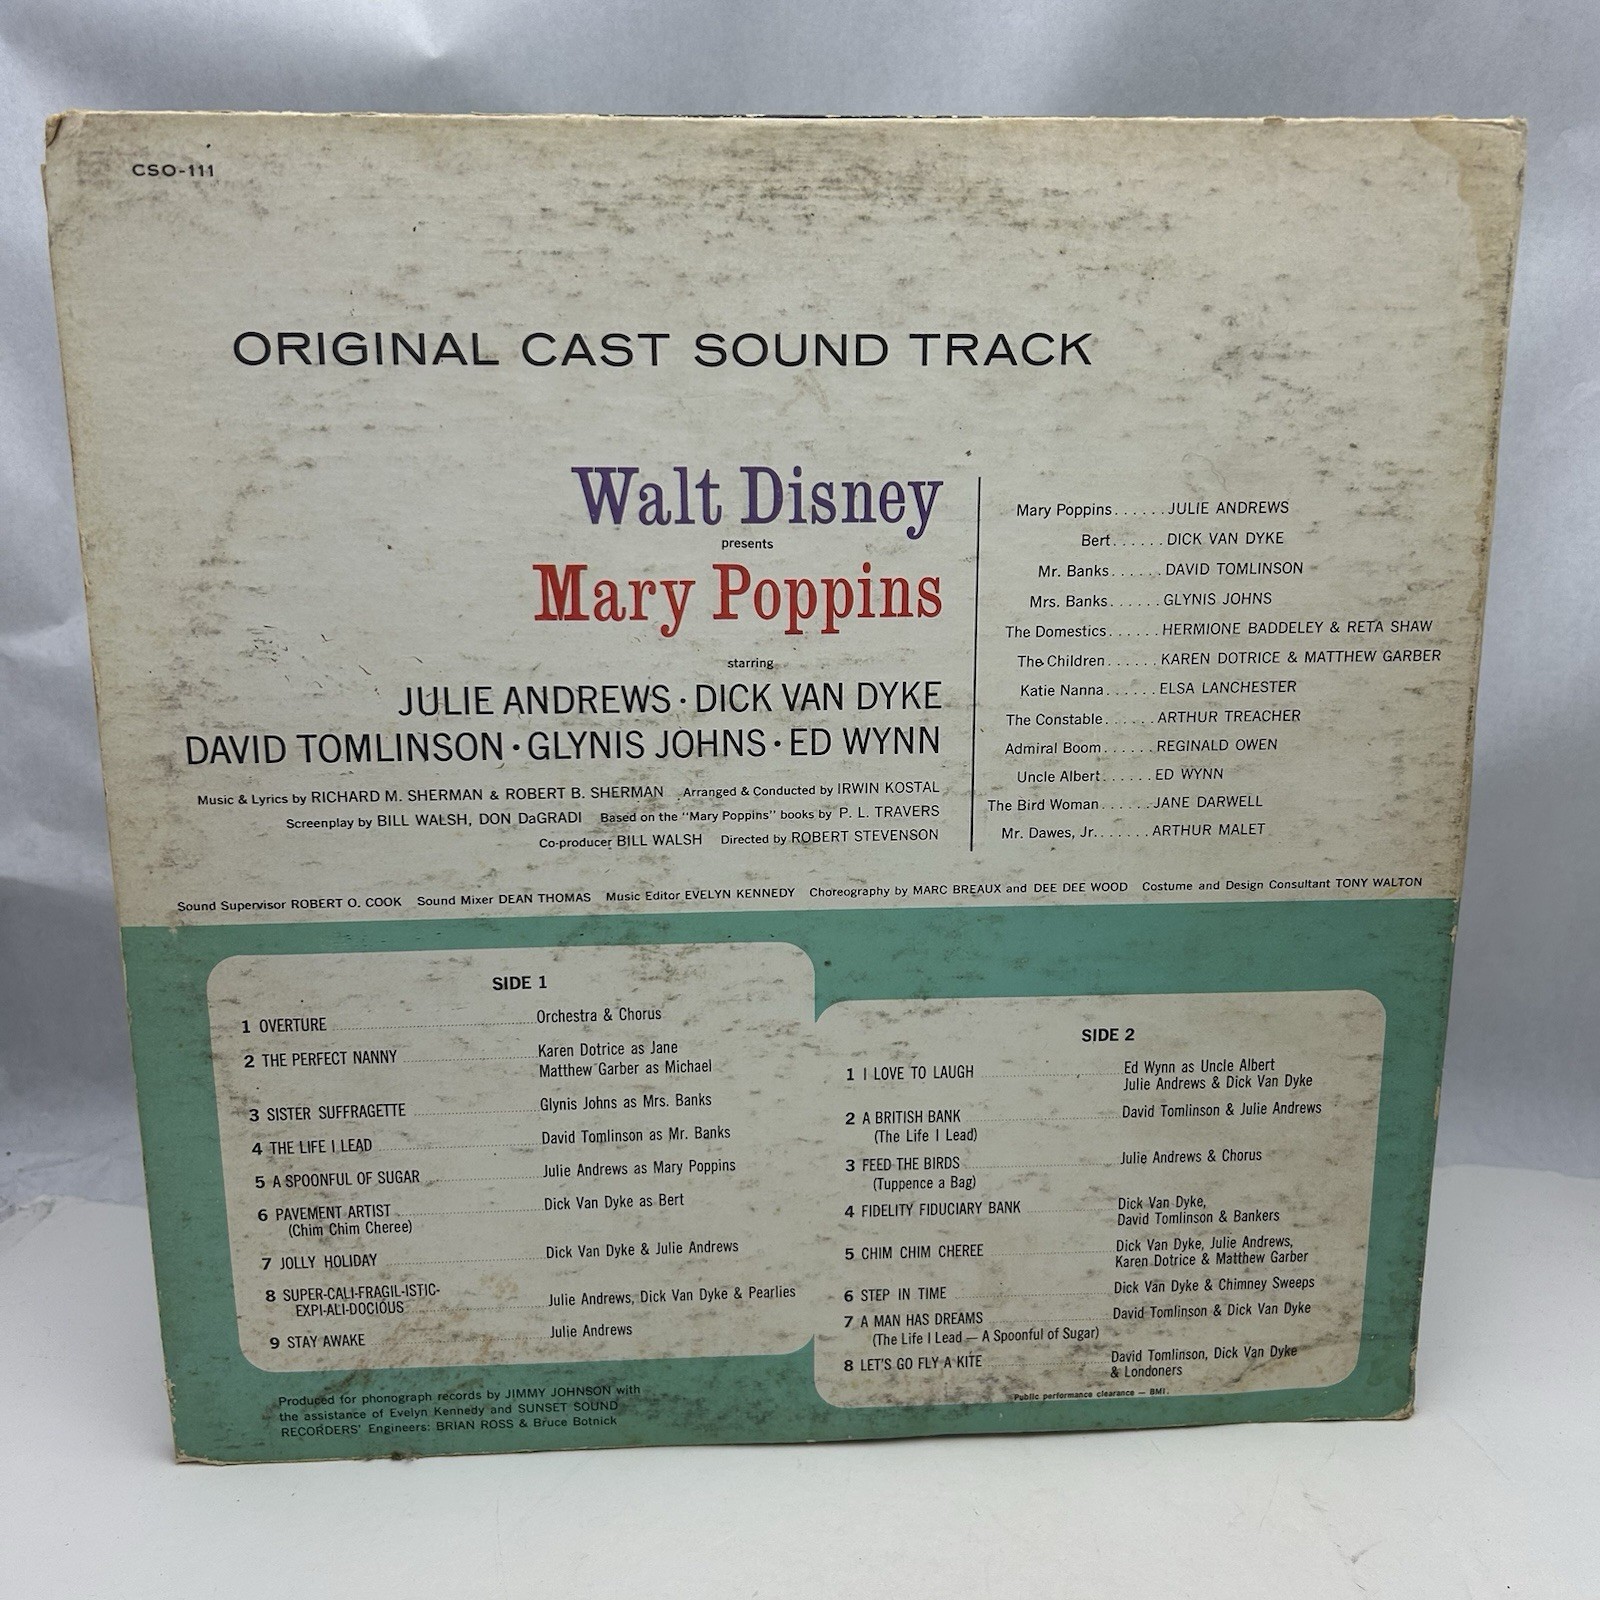 CSO-111
ORIGINAL CAST SOUND TRACK
Walt Disney
presents
Mary Poppins
starring
JULIE ANDREWS · DICK VAN DYKE
DAVID TOMLINSON · GLYNIS JOHNS · ED WYNN
Music & Lyrics by RICHARD M. SHERMAN & ROBERT B. SHERMAN Arranged & Conducted by IRWIN KOSTAL
Screenplay by BILL WALSH, DON DaGRADI Based on the "Mary Poppins" books by P. L. TRAVERS
Co-producer BILL WALSH Directed by ROBERT STEVENSON
Mary Poppins......JULIE ANDREWS
Bert......DICK VAN DYKE
Mr. Banks......DAVID TOMLINSON
Mrs. Banks......GLYNIS JOHNS
The Domestics......HERMIONE BADDELEY & RETA SHAW
The Children......KAREN DOTRICE & MATTHEW GARBER
Katie Nanna......ELSA LANCHESTER
The Constable......ARTHUR TREACHER
Admiral Boom......REGINALD OWEN
Uncle Albert......ED WYNN
The Bird Woman......JANE DARWELL
Mr. Dawes, Jr.......ARTHUR MALET
Sound Supervisor ROBERT O. COOK Sound Mixer DEAN THOMAS Music Editor EVELYN KENNEDY Choreography by MARC BREAUX and DEE DEE WOOD Costume and Design Consultant TONY WALTON
SIDE 1
1 OVERTURE Orchestra & Chorus
2 THE PERFECT NANNY Karen Dotrice as Jane
Matthew Garber as Michael
3 SISTER SUFFRAGETTE Glynis Johns as Mrs. Banks
4 THE LIFE I LEAD David Tomlinson as Mr. Banks
5 A SPOONFUL OF SUGAR Julie Andrews as Mary Poppins
6 PAVEMENT ARTIST Dick Van Dyke as Bert
(Chim Chim Cheree)
7 JOLLY HOLIDAY Dick Van Dyke & Julie Andrews
8 SUPER-CALI-FRAGIL-ISTIC-
EXPI-ALI-DOCIOUS Julie Andrews, Dick Van Dyke & Pearlies
9 STAY AWAKE Julie Andrews
Produced for phonograph records by JIMMY JOHNSON with
the assistance of Evelyn Kennedy and SUNSET SOUND
RECORDERS' Engineers: BRIAN ROSS & Bruce Botnick
SIDE 2
1 I LOVE TO LAUGH Ed Wynn as Uncle Albert
Julie Andrews & Dick Van Dyke
2 A BRITISH BANK David Tomlinson & Julie Andrews
(The Life I Lead)
3 FEED THE BIRDS Julie Andrews & Chorus
(Tuppence a Bag)
4 FIDELITY FIDUCIARY BANK Dick Van Dyke,
David Tomlinson & Bankers
5 CHIM CHIM CHEREE Dick Van Dyke, Julie Andrews,
Karen Dotrice & Matthew Garber
6 STEP IN TIME Dick Van Dyke & Chimney Sweeps
7 A MAN HAS DREAMS David Tomlinson & Dick Van Dyke
(The Life I Lead — A Spoonful of Sugar)
8 LET'S GO FLY A KITE David Tomlinson, Dick Van Dyke
& Londoners
Public performance clearance — BMI.